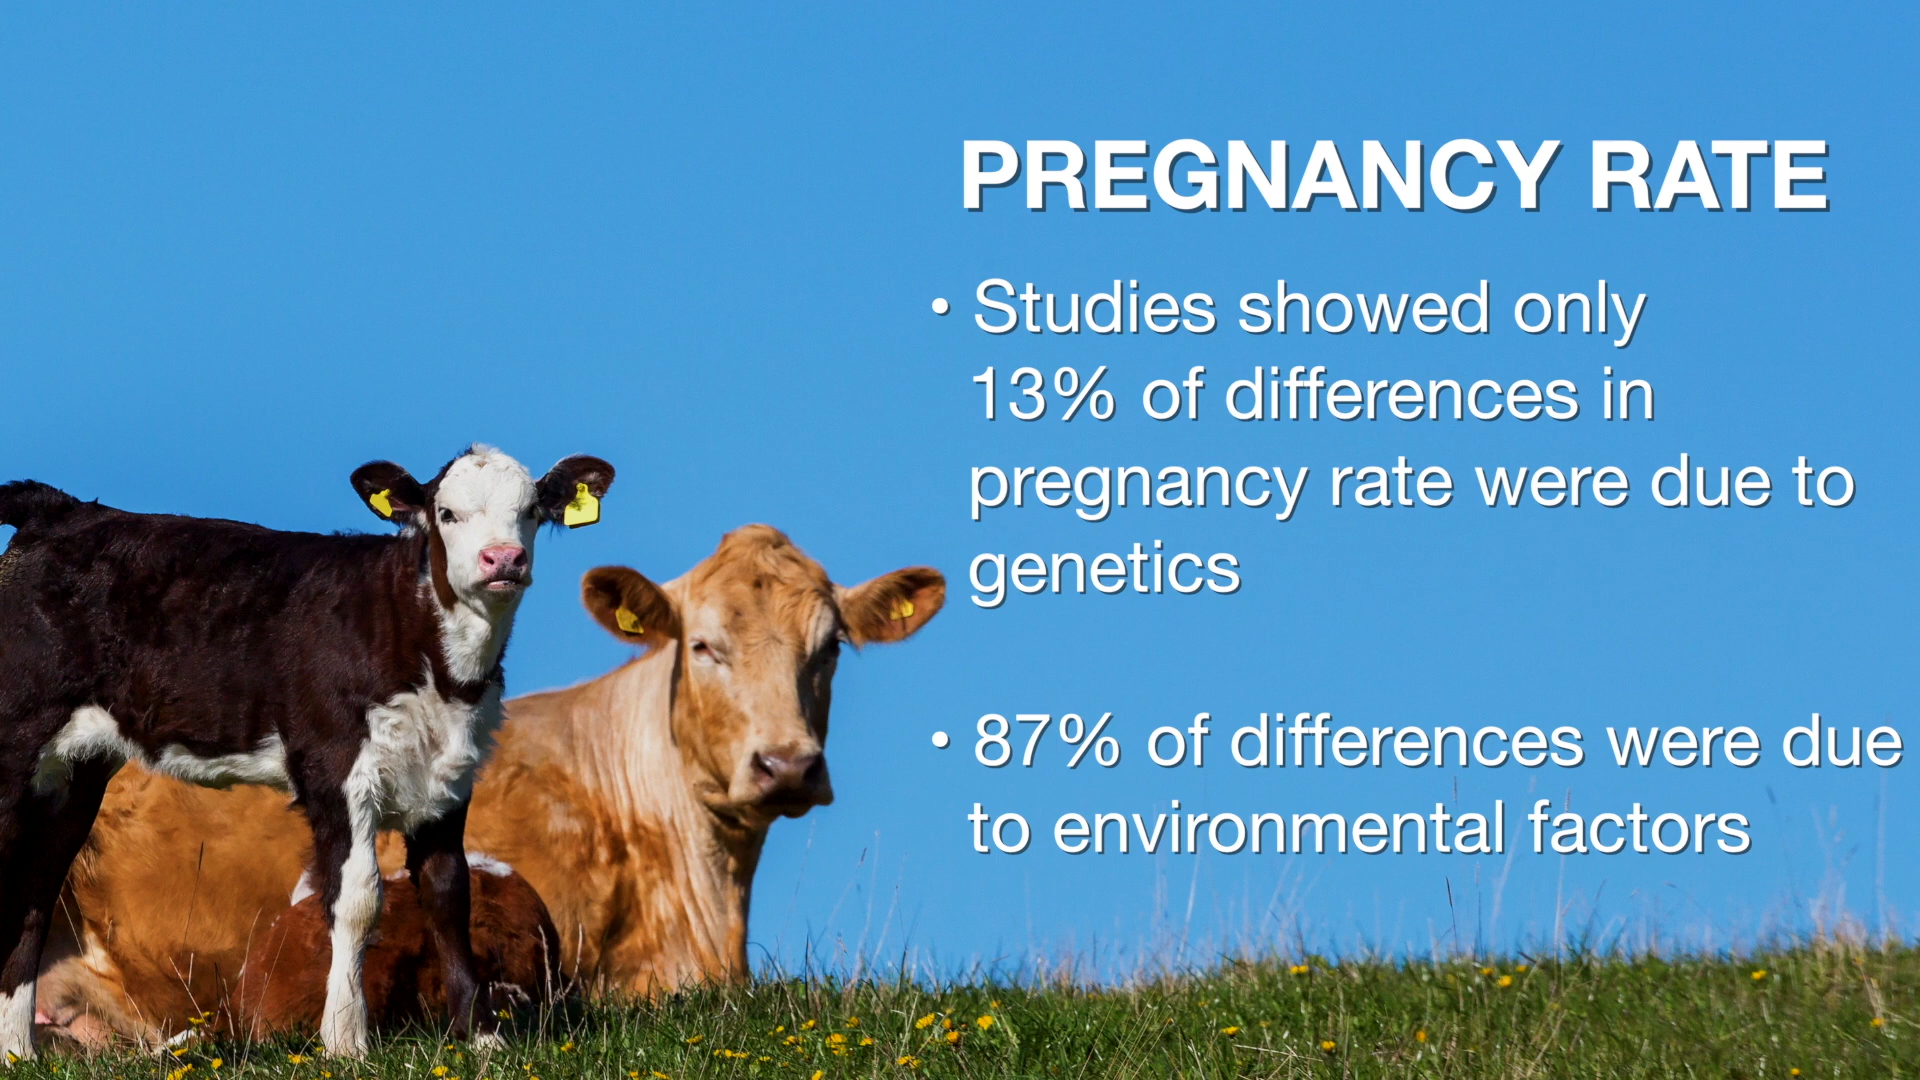 PREGNANCY RATE
• Studies showed only
13% of differences in
pregnancy rate were due to
genetics
• 87% of differences were due
to environmental factors